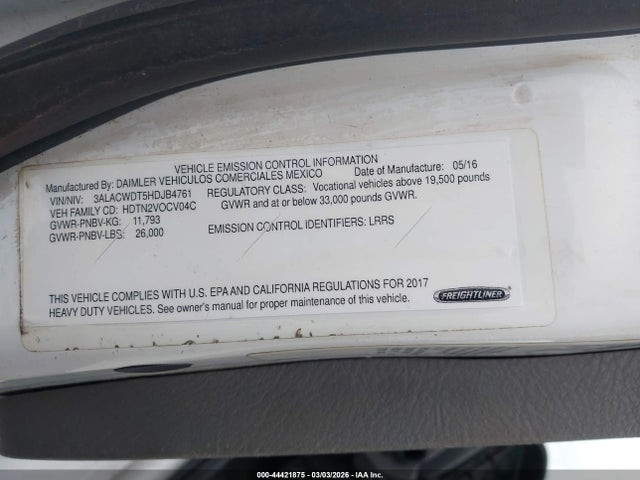 VEHICLE EMISSION CONTROL INFORMATION
Manufactured By: DAIMLER VEHICULOS COMERCIALES MEXICO Date of Manufacture: 05/16
VIN/NIV: 3ALACWDT5HDJB4761 REGULATORY CLASS: Vocational vehicles above 19,500 pounds
VEH FAMILY CD: HDTN2VOCV04C GVWR and at or below 33,000 pounds GVWR.
GVWR-PNBV-KG: 11,793
GVWR-PNBV-LBS: 26,000 EMISSION CONTROL IDENTIFIERS: LRRS
THIS VEHICLE COMPLIES WITH U.S. EPA AND CALIFORNIA REGULATIONS FOR 2017
HEAVY DUTY VEHICLES. See owner's manual for proper maintenance of this vehicle.
FREIGHTLINER
000-44421875 - 03/03/2026 - IAA Inc.